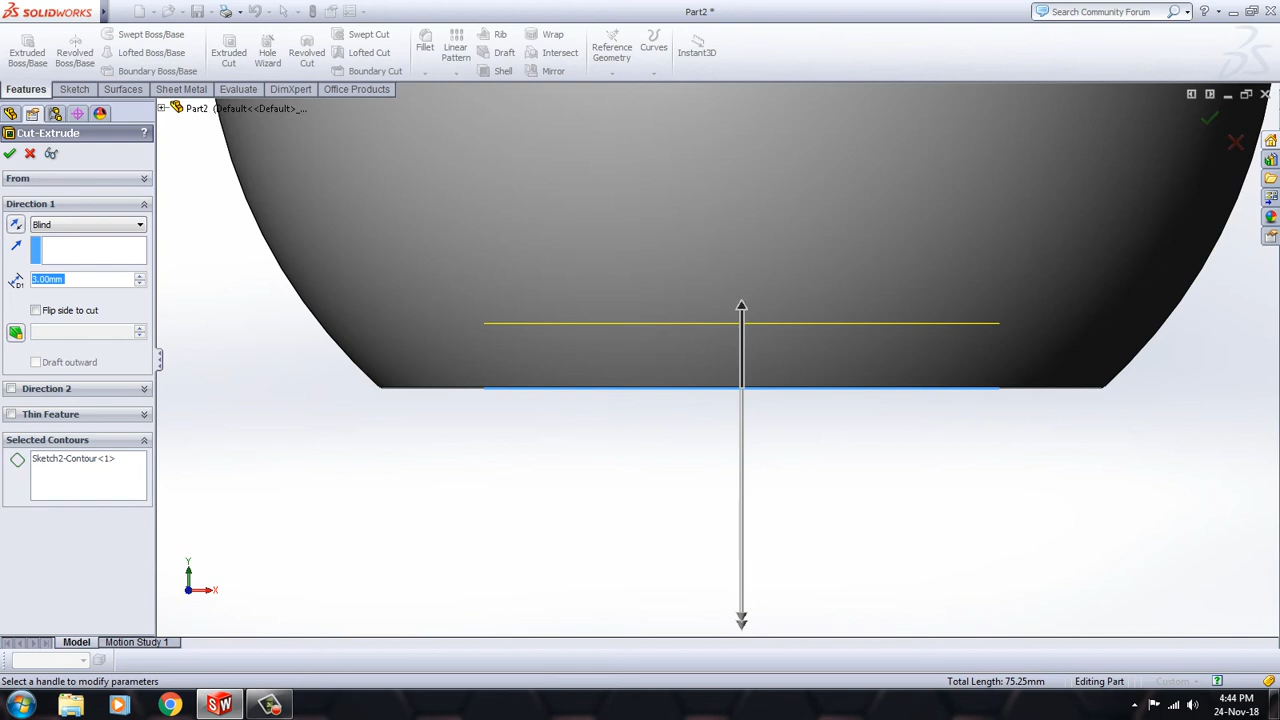 SOLIDWORKS
Part2 *
Search Community Forum
Extruded Boss/Base
Revolved Boss/Base
Swept Boss/Base
Lofted Boss/Base
Boundary Boss/Base
Extruded Cut
Hole Wizard
Revolved Cut
Swept Cut
Lofted Cut
Boundary Cut
Fillet
Linear Pattern
Rib
Draft
Shell
Wrap
Intersect
Mirror
Reference Geometry
Curves
Instant3D
Features
Sketch
Surfaces
Sheet Metal
Evaluate
DimXpert
Office Products
Part2 (Default<<Default>_...
Cut-Extrude
?
From
Direction 1
Blind
D1
3.00mm
Flip side to cut
Draft outward
Direction 2
Thin Feature
Selected Contours
Sketch2-Contour<1>
Y
X
Model
Motion Study 1
Select a handle to modify parameters
Total Length: 75.25mm
Editing Part
Custom
?
SW
4:44 PM
24-Nov-18